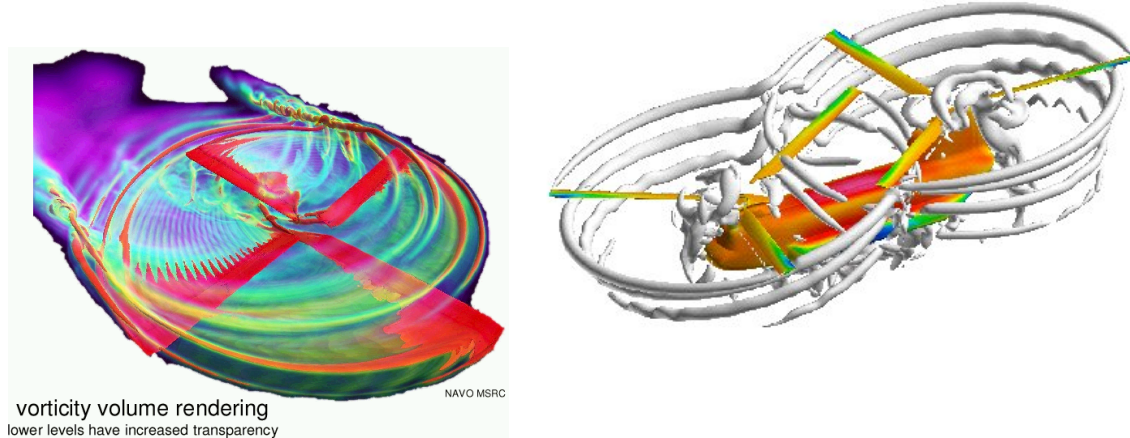 NAVO MSRC
vorticity volume rendering
lower levels have increased transparency